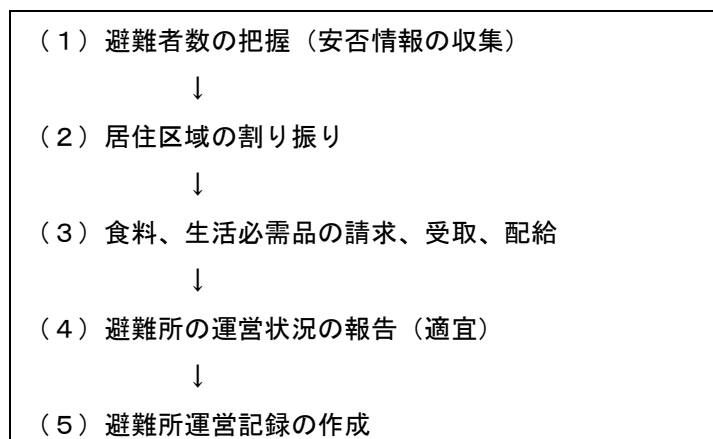 （１）避難者数の把握（安否情報の収集）
↓
（２）居住区域の割り振り
↓
（３）食料、生活必需品の請求、受取、配給
↓
（４）避難所の運営状況の報告（適宜）
↓
（５）避難所運営記録の作成